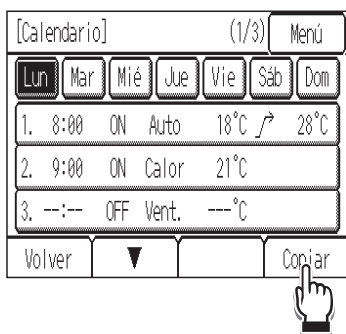 [Calendario] (1/3) Menú
Lun Mar Mié Jue Vie Sáb Dom
1. 8:00 ON Auto 18°C 28°C
2. 9:00 ON Calor 21°C
3. --:-- OFF Vent. ---°C
Volver ▼ Copiar